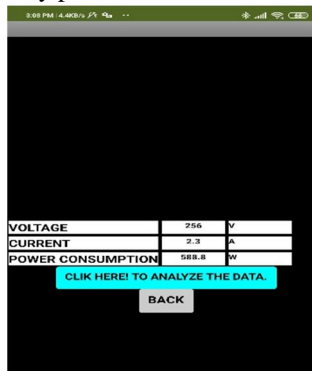 3:08 PM | 4.4KB/s
VOLTAGE 256 V
CURRENT 2.3 A
POWER CONSUMPTION 588.8 W
CLIK HERE! TO ANALYZE THE DATA.
BACK